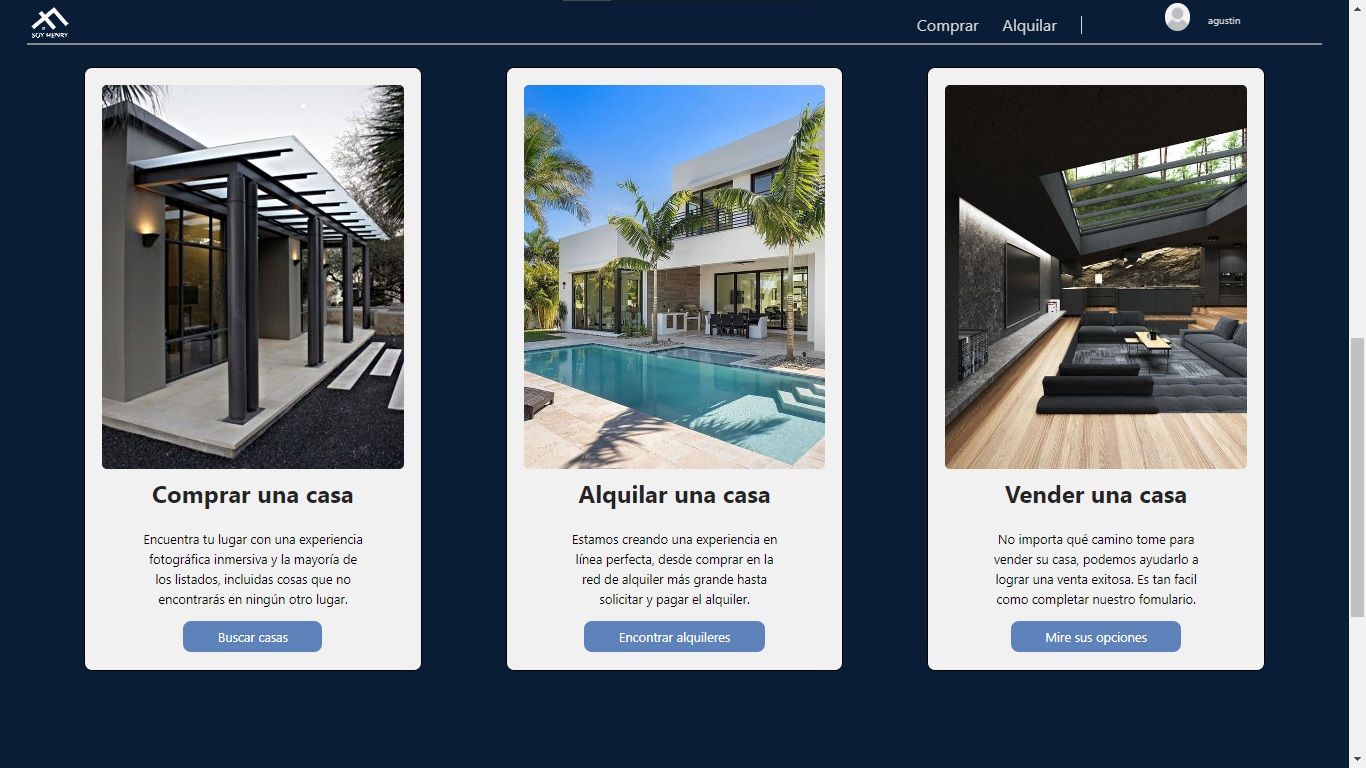 SOY HENRY
Comprar
Alquilar
agustin
Comprar una casa
Encuentra tu lugar con una experiencia
fotográfica inmersiva y la mayoría de
los listados, incluidas cosas que no
encontrarás en ningún otro lugar.
Buscar casas
Alquilar una casa
Estamos creando una experiencia en
línea perfecta, desde comprar en la
red de alquiler más grande hasta
solicitar y pagar el alquiler.
Encontrar alquileres
Vender una casa
No importa qué camino tome para
vender su casa, podemos ayudarlo a
lograr una venta exitosa. Es tan facil
como completar nuestro fomulario.
Mire sus opciones